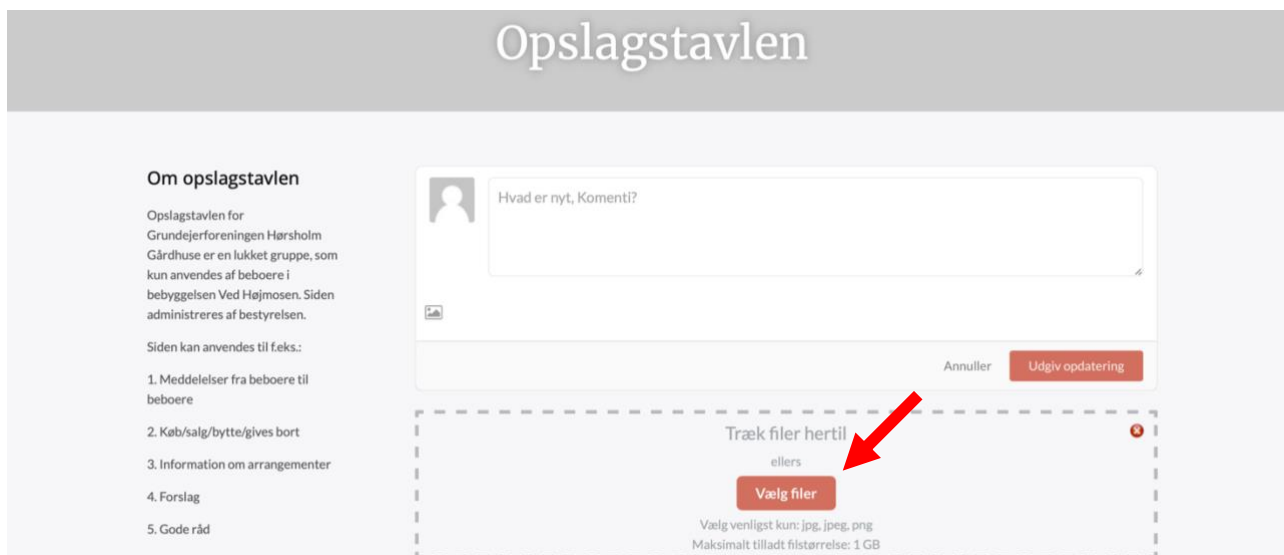 Opslagstavlen
Om opslagstavlen
Opslagstavlen for
Grundejerforeningen Hørsholm
Gårdhuse er en lukket gruppe, som
kun anvendes af beboere i
bebyggelsen Ved Højmosen. Siden
administreres af bestyrelsen.
Siden kan anvendes til f.eks.:
1. Meddelelser fra beboere til
beboere
2. Køb/salg/bytte/gives bort
3. Information om arrangementer
4. Forslag
5. Gode råd
Hvad er nyt, Komenti?
Annuller
Udgiv opdatering
Træk filer hertil
ellers
Vælg filer
Vælg venligst kun: jpg, jpeg, png
Maksimalt tilladt filstørrelse: 1 GB